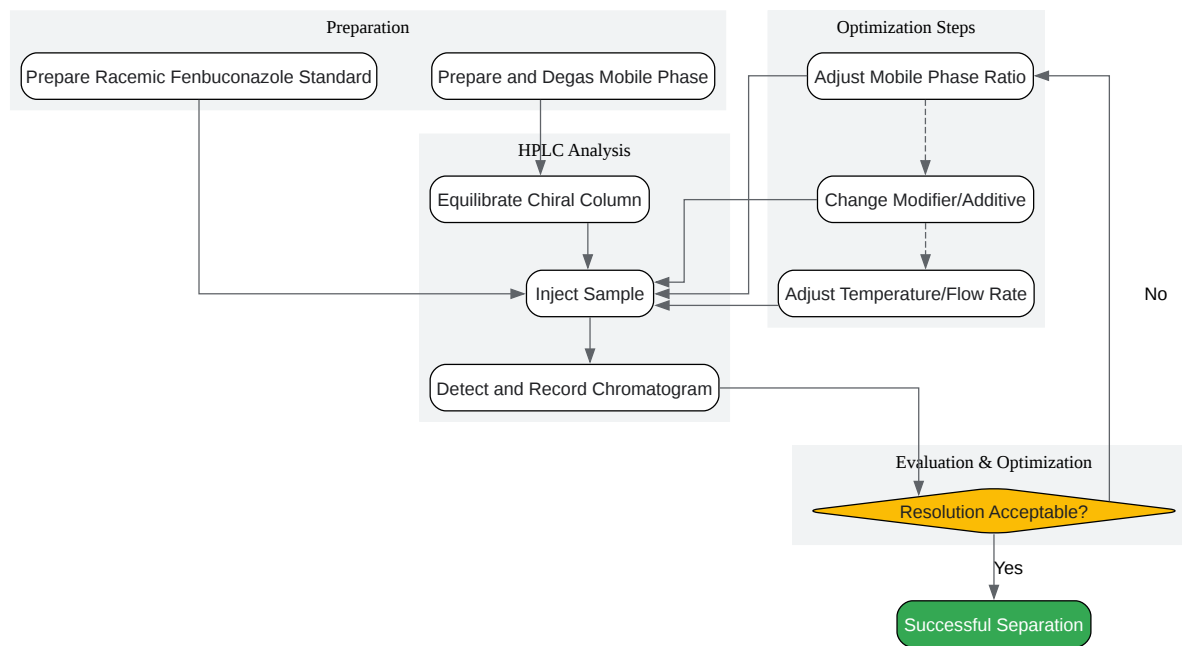 Preparation
Prepare Racemic Fenbuconazole Standard
Prepare and Degas Mobile Phase
Optimization Steps
Adjust Mobile Phase Ratio
Change Modifier/Additive
Adjust Temperature/Flow Rate
HPLC Analysis
Equilibrate Chiral Column
Inject Sample
Detect and Record Chromatogram
No
Evaluation & Optimization
Resolution Acceptable?
Yes
Successful Separation